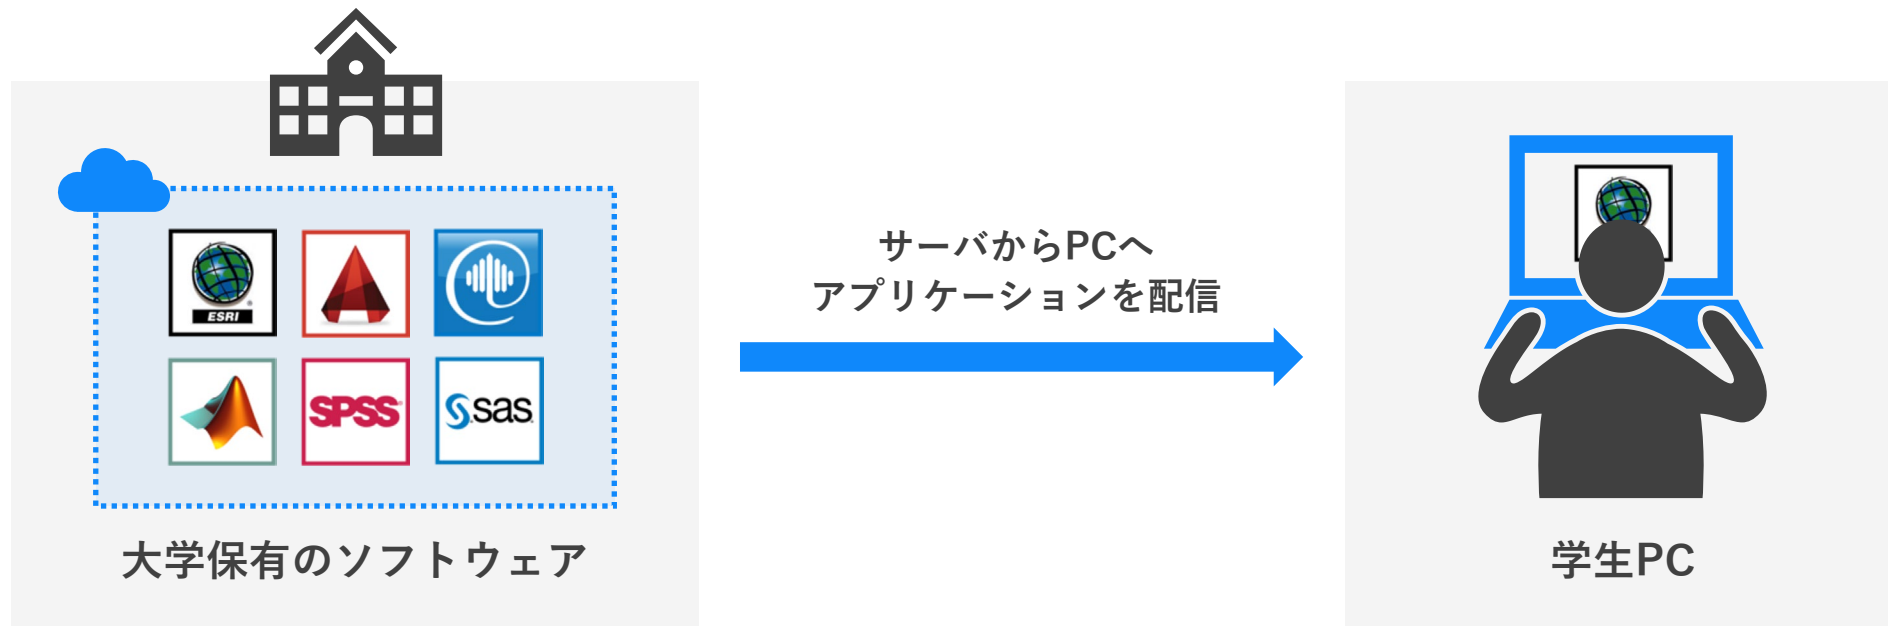 サーバからPCへ
アプリケーションを配信
ESRI
SPSS
sas
大学保有のソフトウェア
学生PC